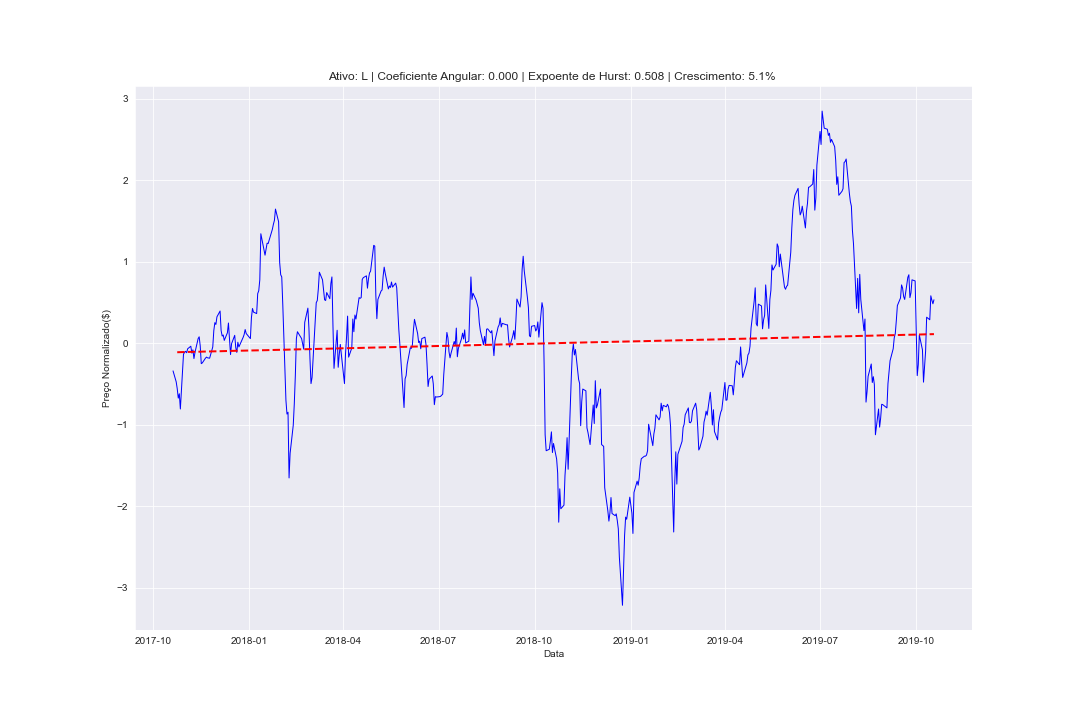 Ativo: L | Coeficiente Angular: 0.000 | Expoente de Hurst: 0.508 | Crescimento: 5.1%
3
2
1
0
−1
−2
−3
Preço Normalizado($)
2017-10 2018-01 2018-04 2018-07 2018-10 2019-01 2019-04 2019-07 2019-10
Data